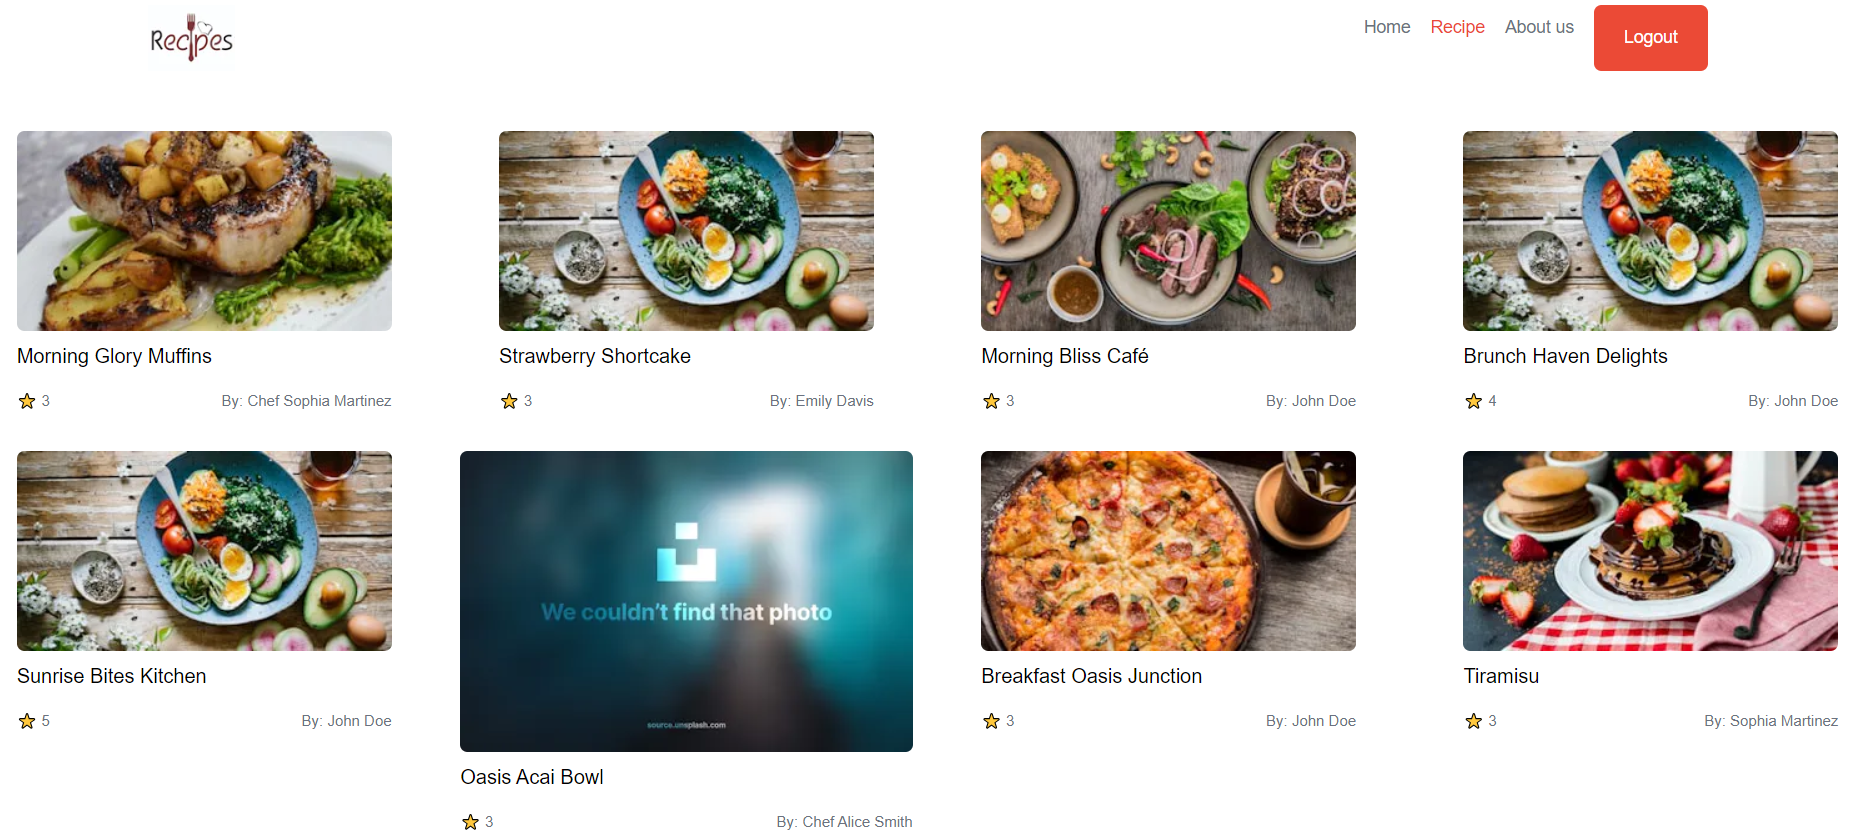 Recipes
Home Recipe About us Logout
Morning Glory Muffins
3 By: Chef Sophia Martinez
Strawberry Shortcake
3 By: Emily Davis
Morning Bliss Café
3 By: John Doe
Brunch Haven Delights
4 By: John Doe
Sunrise Bites Kitchen
5 By: John Doe
We couldn't find that photo
source.unsplash.com
Oasis Acai Bowl
3 By: Chef Alice Smith
Breakfast Oasis Junction
3 By: John Doe
Tiramisu
3 By: Sophia Martinez